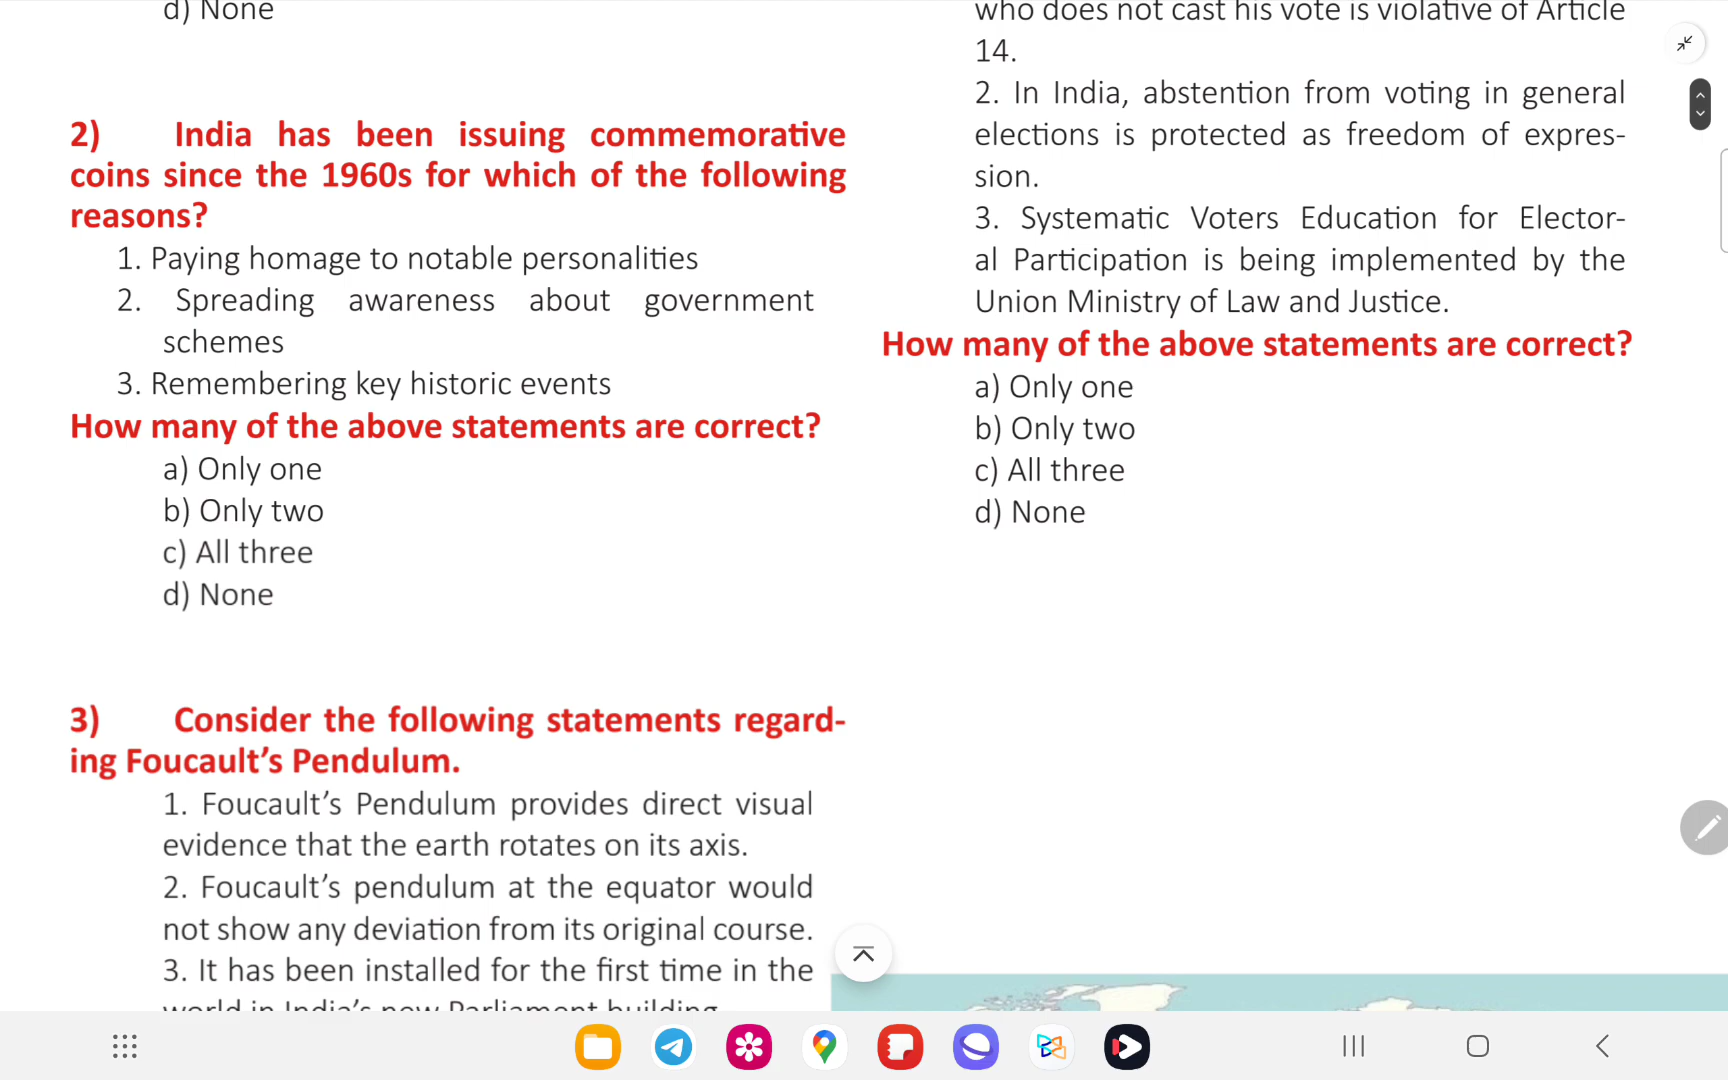 d) None
2) India has been issuing commemorative
coins since the 1960s for which of the following
reasons?
1. Paying homage to notable personalities
2. Spreading awareness about government
schemes
3. Remembering key historic events
How many of the above statements are correct?
a) Only one
b) Only two
c) All three
d) None
3) Consider the following statements regard-
ing Foucault’s Pendulum.
1. Foucault’s Pendulum provides direct visual
evidence that the earth rotates on its axis.
2. Foucault’s pendulum at the equator would
not show any deviation from its original course.
3. It has been installed for the first time in the
world in India’s new Parliament building.
who does not cast his vote is violative of Article
14.
2. In India, abstention from voting in general
elections is protected as freedom of expres-
sion.
3. Systematic Voters Education for Elector-
al Participation is being implemented by the
Union Ministry of Law and Justice.
How many of the above statements are correct?
a) Only one
b) Only two
c) All three
d) None